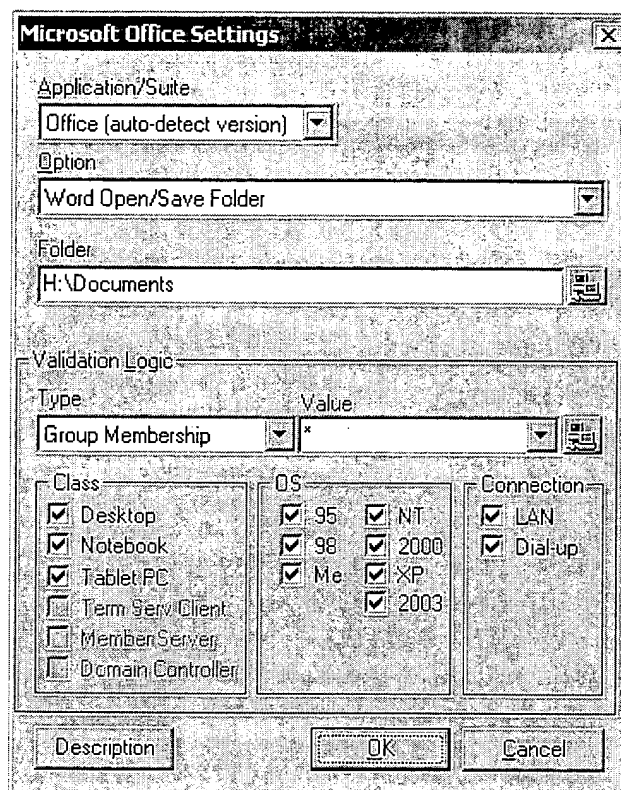 Microsoft Office Settings
Application/Suite
Office (auto-detect version)
Option
Word Open/Save Folder
Folder
H:\Documents
Validation Logic
Type
Value
Group Membership
*
Class
Desktop
Notebook
Tablet PC
Term Serv Client
Member Server
Domain Controller
OS
95
NT
98
2000
Me
XP
2003
Connection
LAN
Dial-up
Description
OK
Cancel